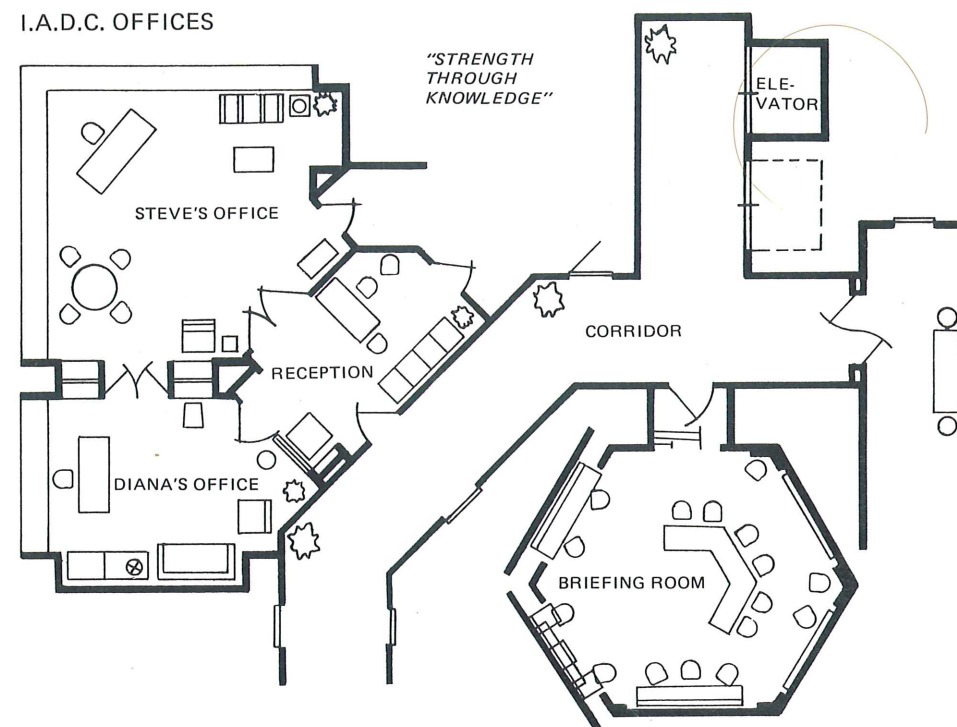 I.A.D.C. OFFICES
"STRENGTH
THROUGH
KNOWLEDGE"
ELE-
VATOR
STEVE'S OFFICE
CORRIDOR
RECEPTION
DIANA'S OFFICE
BRIEFING ROOM